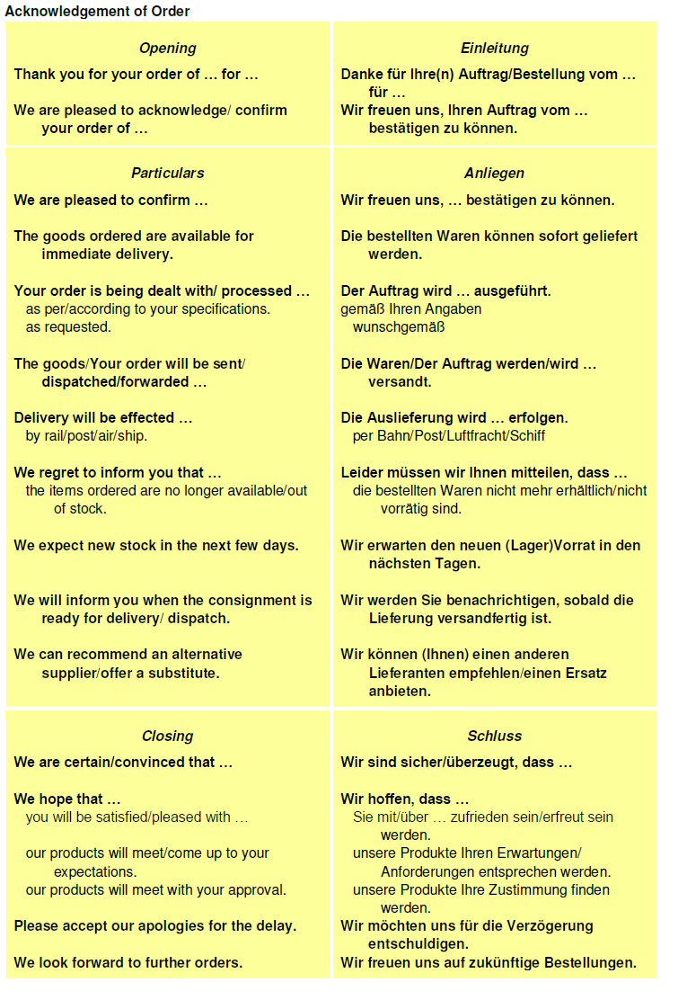 Acknowledgement of Order
Opening
Thank you for your order of … for …
We are pleased to acknowledge/ confirm
your order of …
Einleitung
Danke für Ihre(n) Auftrag/Bestellung vom …
für …
Wir freuen uns, Ihren Auftrag vom …
bestätigen zu können.
Particulars
We are pleased to confirm …
The goods ordered are available for
immediate delivery.
Your order is being dealt with/ processed …
as per/according to your specifications.
as requested.
The goods/Your order will be sent/
dispatched/forwarded …
Delivery will be effected …
by rail/post/air/ship.
We regret to inform you that …
the items ordered are no longer available/out
of stock.
We expect new stock in the next few days.
We will inform you when the consignment is
ready for delivery/ dispatch.
We can recommend an alternative
supplier/offer a substitute.
Anliegen
Wir freuen uns, … bestätigen zu können.
Die bestellten Waren können sofort geliefert
werden.
Der Auftrag wird … ausgeführt.
gemäß Ihren Angaben
wunschgemäß
Die Waren/Der Auftrag werden/wird …
versandt.
Die Auslieferung wird … erfolgen.
per Bahn/Post/Luftfracht/Schiff
Leider müssen wir Ihnen mitteilen, dass …
die bestellten Waren nicht mehr erhältlich/nicht
vorrätig sind.
Wir erwarten den neuen (Lager)Vorrat in den
nächsten Tagen.
Wir werden Sie benachrichtigen, sobald die
Lieferung versandfertig ist.
Wir können (Ihnen) einen anderen
Lieferanten empfehlen/einen Ersatz
anbieten.
Closing
We are certain/convinced that …
We hope that …
you will be satisfied/pleased with …
our products will meet/come up to your
expectations.
our products will meet with your approval.
Please accept our apologies for the delay.
We look forward to further orders.
Schluss
Wir sind sicher/überzeugt, dass …
Wir hoffen, dass …
Sie mit/über … zufrieden sein/erfreut sein
werden.
unsere Produkte Ihren Erwartungen/
Anforderungen entsprechen werden.
unsere Produkte Ihre Zustimmung finden
werden.
Wir möchten uns für die Verzögerung
entschuldigen.
Wir freuen uns auf zukünftige Bestellungen.